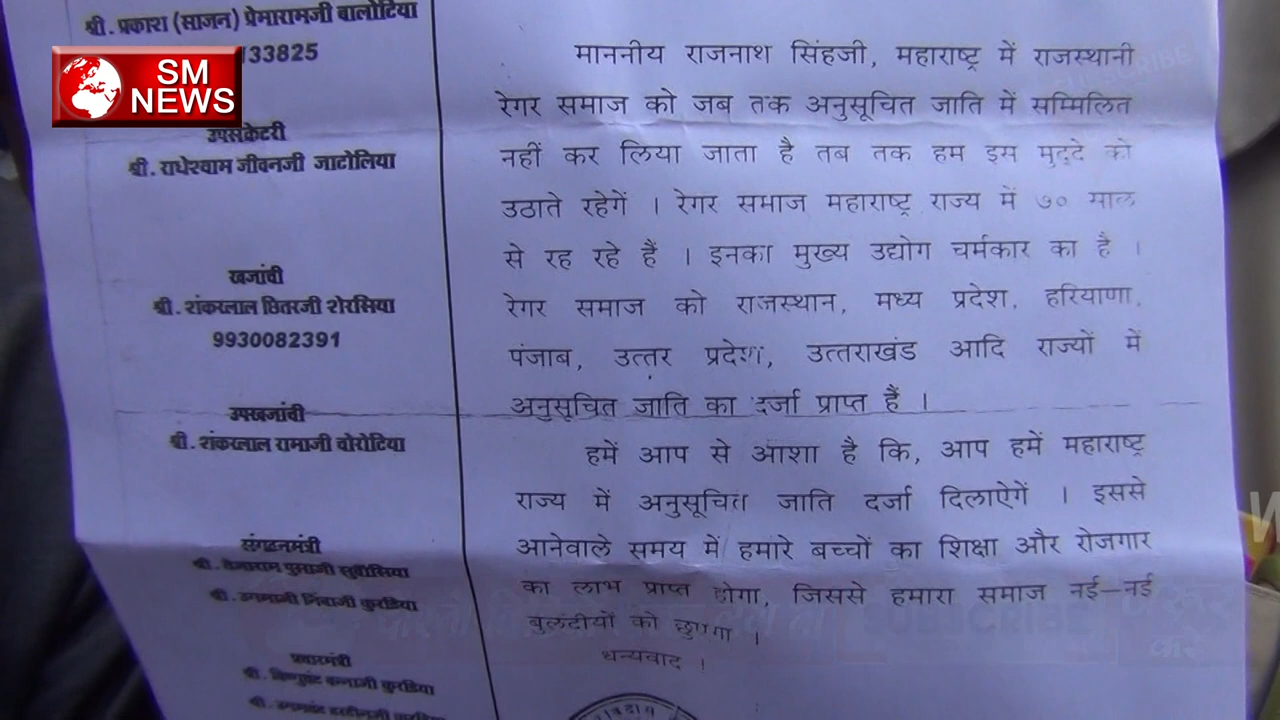 श्री. प्रकाश (साजन) प्रेमारामजी बालोटिया
133825
SM
NEWS
उपसक्रेटरी
श्री. राधेश्याम जीवनजी जाटोलिया
खजांची
श्री. शंकरलाल छितरजी शेरसिया
9930082391
उपखजांची
श्री. शंकरलाल रामाजी बोरोटिया
संगठनमंत्री
प्रचारमंत्री
माननीय राजनाथ सिंहजी, महाराष्ट्र में राजस्थानी
रेगर समाज को जब तक अनुसूचित जाति में सम्मिलित
नहीं कर लिया जाता है तब तक हम इस मुद्दे को
उठाते रहेगें । रेगर समाज महाराष्ट्र राज्य में ७० साल
से रह रहे हैं । इनका मुख्य उद्योग चर्मकार का है ।
रेगर समाज को राजस्थान, मध्य प्रदेश, हरियाणा,
पंजाब, उत्तर प्रदेश, उत्तराखंड आदि राज्यों में
अनुसूचित जाति का दर्जा प्राप्त हैं ।
हमें आप से आशा है कि, आप हमें महाराष्ट्र
राज्य में अनुसूचित जाति दर्जा दिलाऐगें । इससे
आनेवाले समय में हमारे बच्चों का शिक्षा और रोजगार
का लाभ प्राप्त होगा, जिससे हमारा समाज नई-नई
बुलंदीयों को छुएगा ।
धन्यवाद !